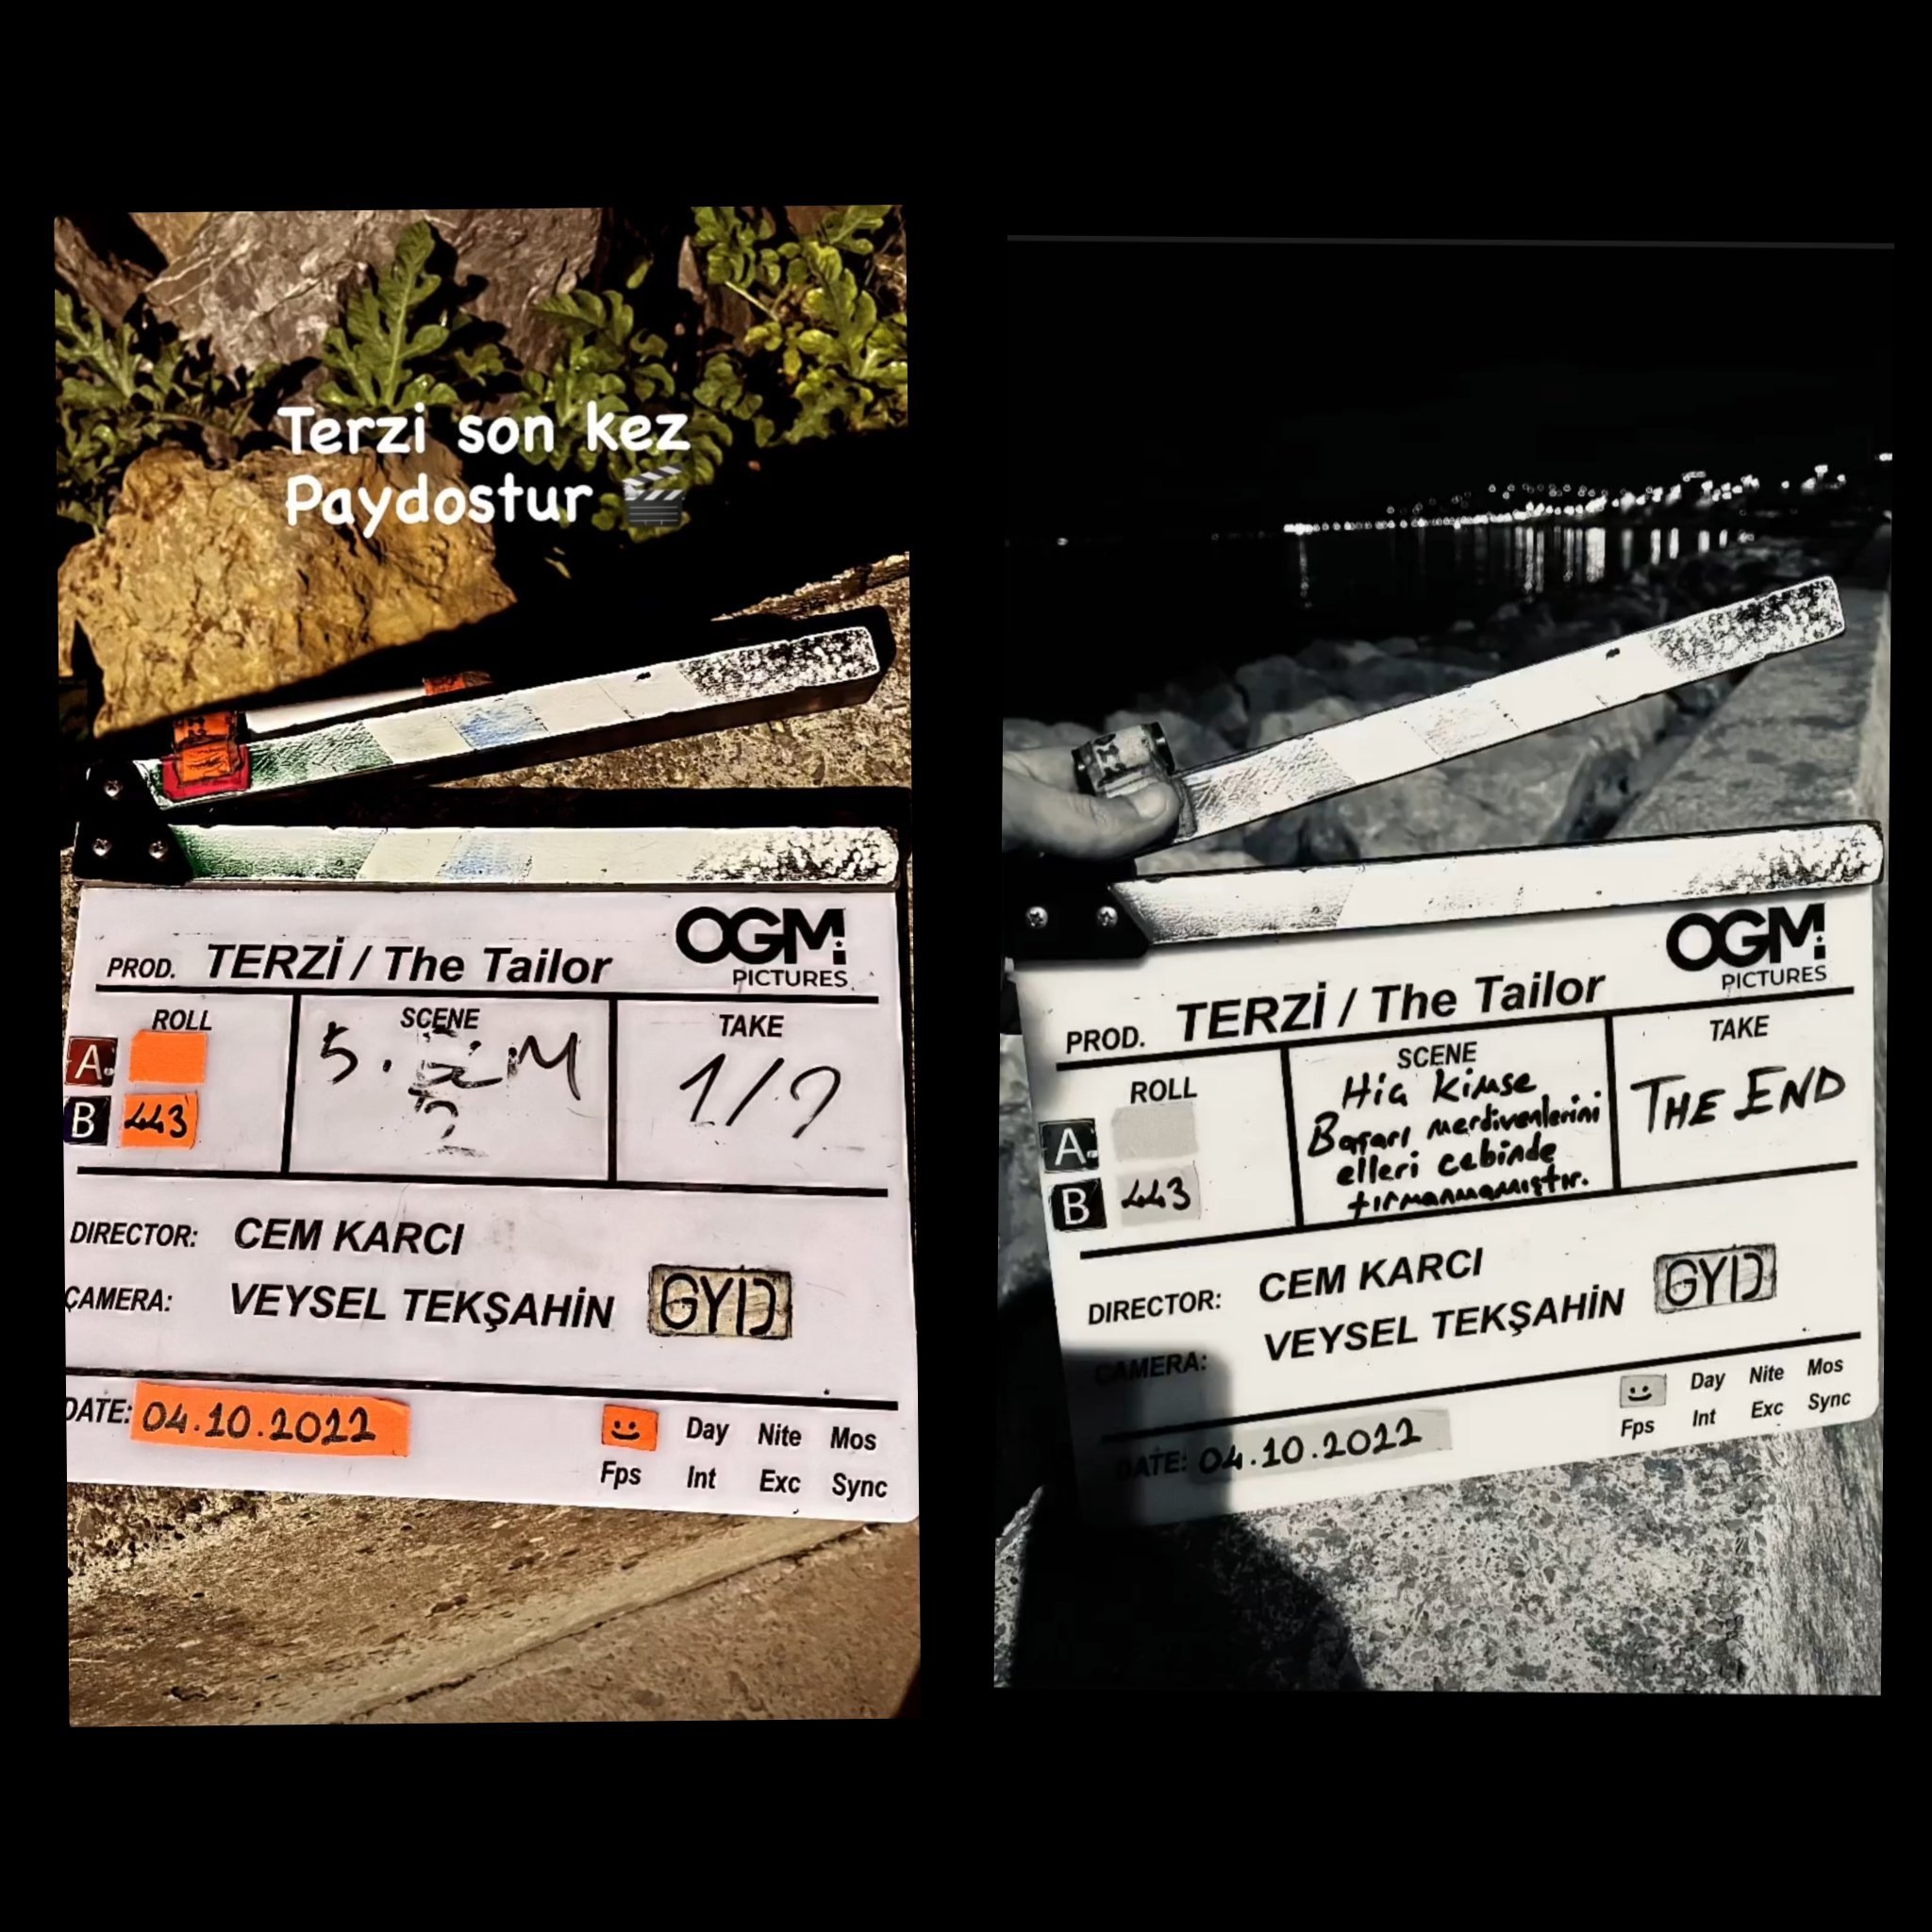 Terzi son kez
Paydostur
OGM
PICTURES
PROD. TERZİ / The Tailor
ROLL
SCENE
TAKE
A
B 443
5. M
2
1/2
DIRECTOR: CEM KARCI
CAMERA: VEYSEL TEKŞAHİN
GYD
DATE: 04.10.2022
Day Nite Mos
Fps Int Exc Sync
OGM
PICTURES
PROD. TERZİ / The Tailor
ROLL
SCENE
TAKE
A
B 443
Hiç kimse
Başarı merdivenlerini
elleri cebinde
tırmanmamıştır.
THE END
DIRECTOR: CEM KARCI
CAMERA: VEYSEL TEKŞAHİN
GYD
DATE: 04.10.2022
Day Nite Mos
Fps Int Exc Sync